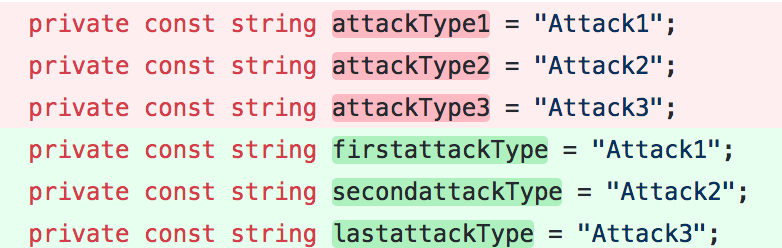 private const string attackType1 = "Attack1";
private const string attackType2 = "Attack2";
private const string attackType3 = "Attack3";
private const string firstattackType = "Attack1";
private const string secondattackType = "Attack2";
private const string lastattackType = "Attack3";